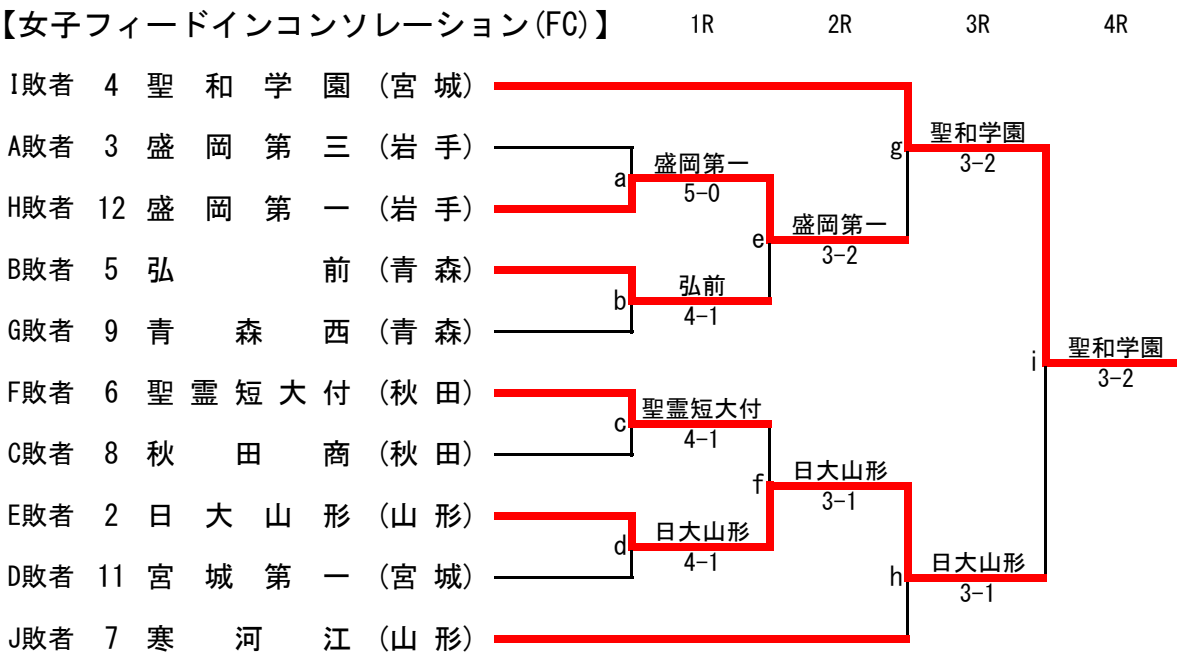 【女子フィードインコンソレーション(FC)】 1R 2R 3R 4R
I敗者 4 聖和学園 (宮城)
A敗者 3 盛岡第三 (岩手)
H敗者 12 盛岡第一 (岩手)
B敗者 5 弘前 (青森)
G敗者 9 青森西 (青森)
F敗者 6 聖霊短大付 (秋田)
C敗者 8 秋田商 (秋田)
E敗者 2 日大山形 (山形)
D敗者 11 宮城第一 (宮城)
J敗者 7 寒河江 (山形)
a
盛岡第一
5-0
b
弘前
4-1
c
聖霊短大付
4-1
d
日大山形
4-1
e
盛岡第一
3-2
f
日大山形
3-1
g
聖和学園
3-2
h
日大山形
3-1
i
聖和学園
3-2